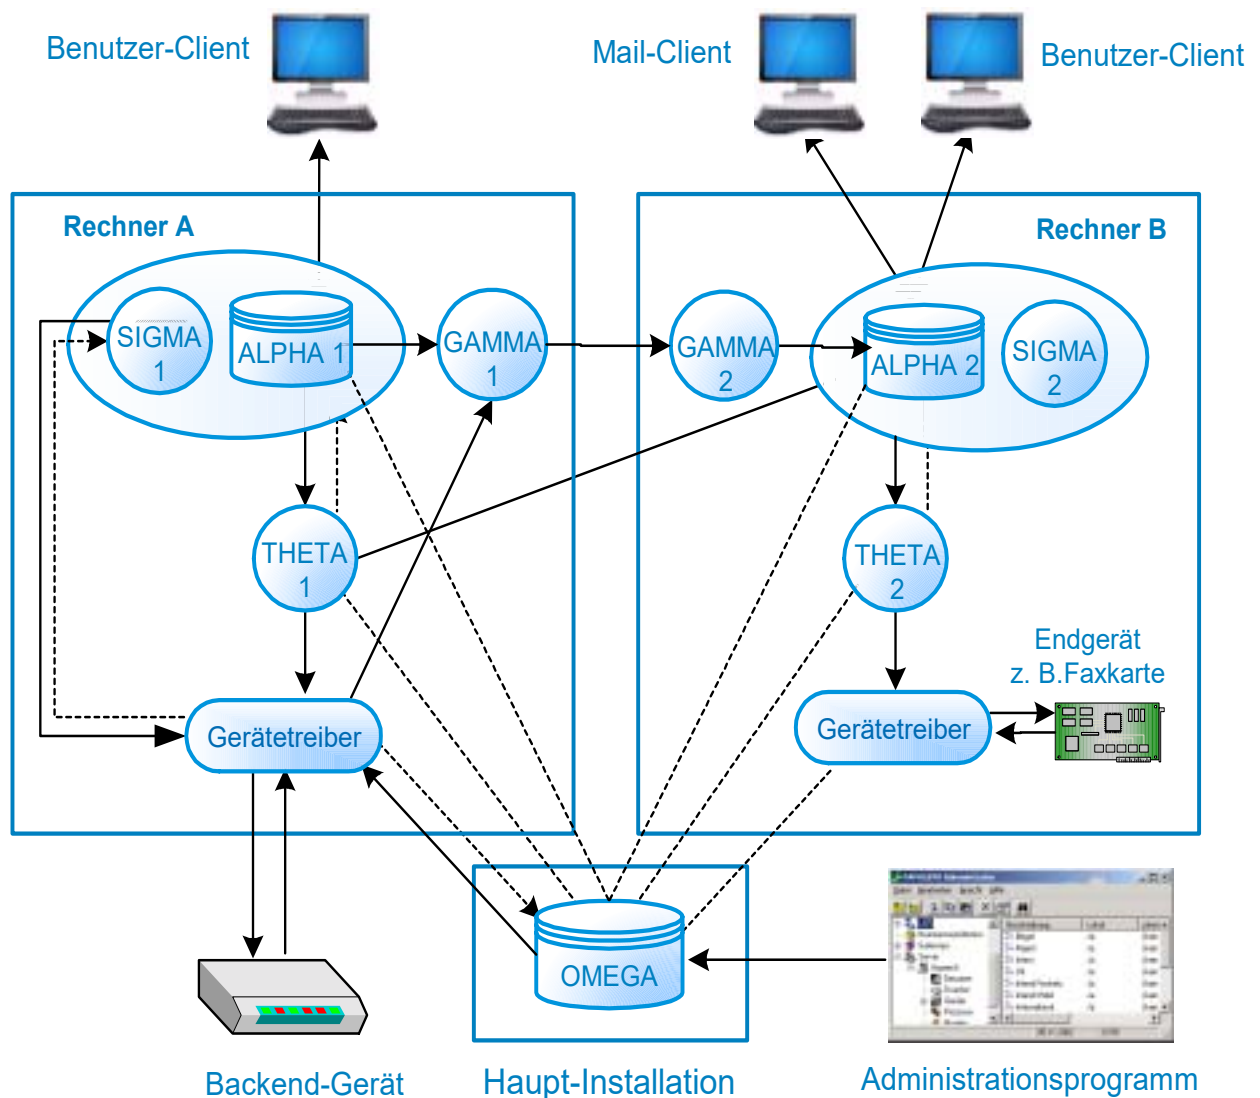 Benutzer-Client
Mail-Client
Benutzer-Client
Rechner A
Rechner B
SIGMA
1
ALPHA 1
GAMMA
1
GAMMA
2
ALPHA 2
SIGMA
2
THETA
1
THETA
2
Endgerät
z. B.Faxkarte
Gerätetreiber
Gerätetreiber
OMEGA
Backend-Gerät
Haupt-Installation
Administrationsprogramm